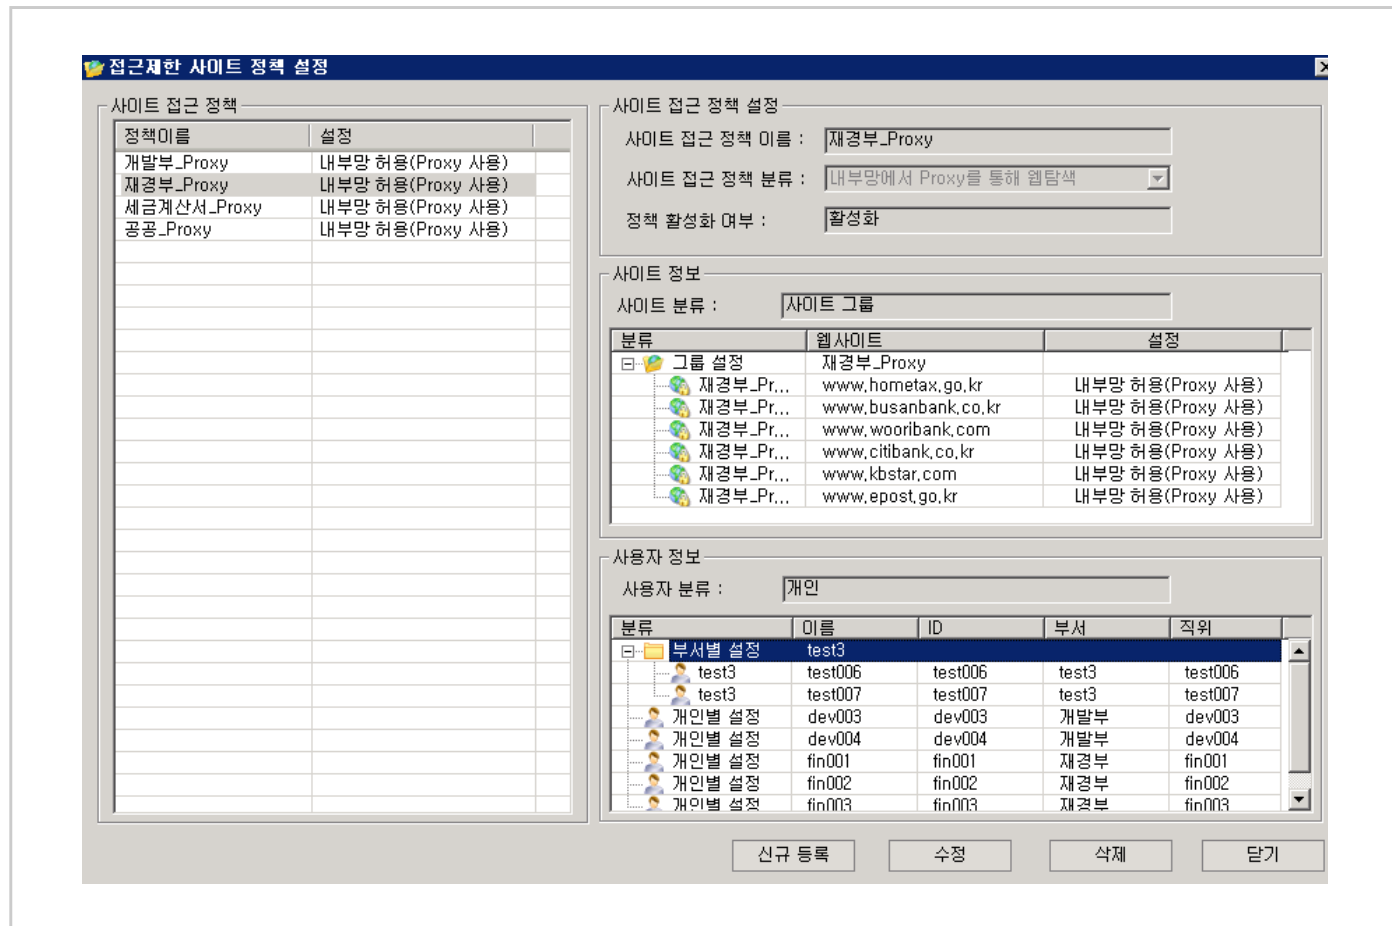 접근제한 사이트 정책 설정
사이트 접근 정책
정책이름 설정
개발부_Proxy 내부망 허용(Proxy 사용)
재경부_Proxy 내부망 허용(Proxy 사용)
세금계산서_Proxy 내부망 허용(Proxy 사용)
공공_Proxy 내부망 허용(Proxy 사용)
사이트 접근 정책 설정
사이트 접근 정책 이름 : 재경부_Proxy
사이트 접근 정책 분류 : 내부망에서 Proxy를 통해 웹탐색
정책 활성화 여부 : 활성화
사이트 정보
사이트 분류 : 사이트 그룹
분류 웹사이트 설정
그룹 설정 재경부_Proxy
재경부_Pr... www.hometax.go.kr 내부망 허용(Proxy 사용)
재경부_Pr... www.busanbank.co.kr 내부망 허용(Proxy 사용)
재경부_Pr... www.wooribank.com 내부망 허용(Proxy 사용)
재경부_Pr... www.citibank.co.kr 내부망 허용(Proxy 사용)
재경부_Pr... www.kbstar.com 내부망 허용(Proxy 사용)
재경부_Pr... www.epost.go.kr 내부망 허용(Proxy 사용)
사용자 정보
사용자 분류 : 개인
분류 이름 ID 부서 직위
부서별 설정 test3
test3 test006 test006 test3 test006
test3 test007 test007 test3 test007
개인별 설정 dev003 dev003 개발부 dev003
개인별 설정 dev004 dev004 개발부 dev004
개인별 설정 fin001 fin001 재경부 fin001
개인별 설정 fin002 fin002 재경부 fin002
개인별 설정 fin003 fin003 재경부 fin003
신규 등록 수정 삭제 닫기